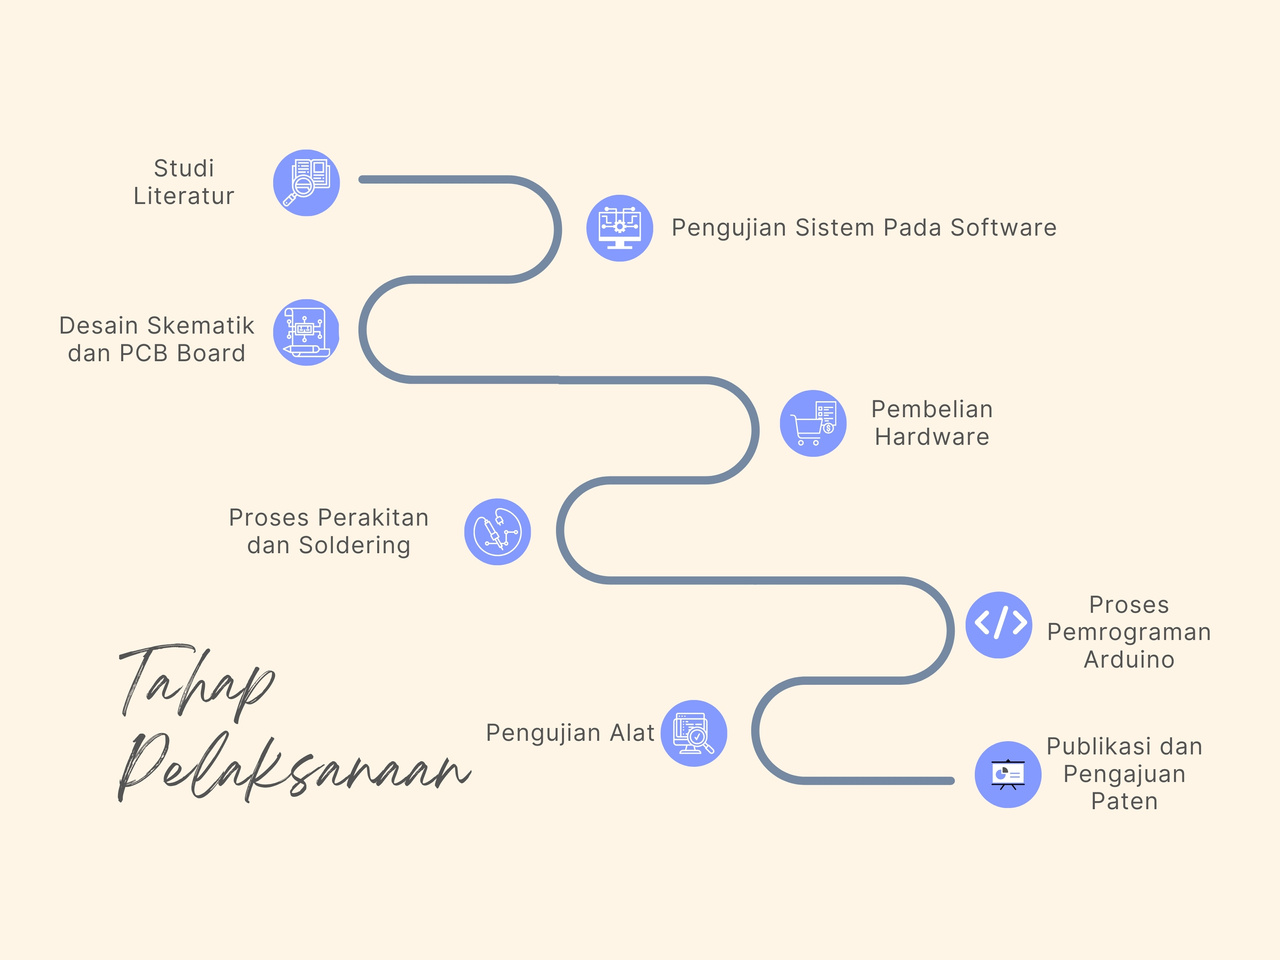 Studi
Literatur
Pengujian Sistem Pada Software
Desain Skematik
dan PCB Board
Pembelian
Hardware
Proses Perakitan
dan Soldering
Proses
Pemrograman
Arduino
Pengujian Alat
Publikasi dan
Pengajuan
Paten
Tahap
Pelaksanaan